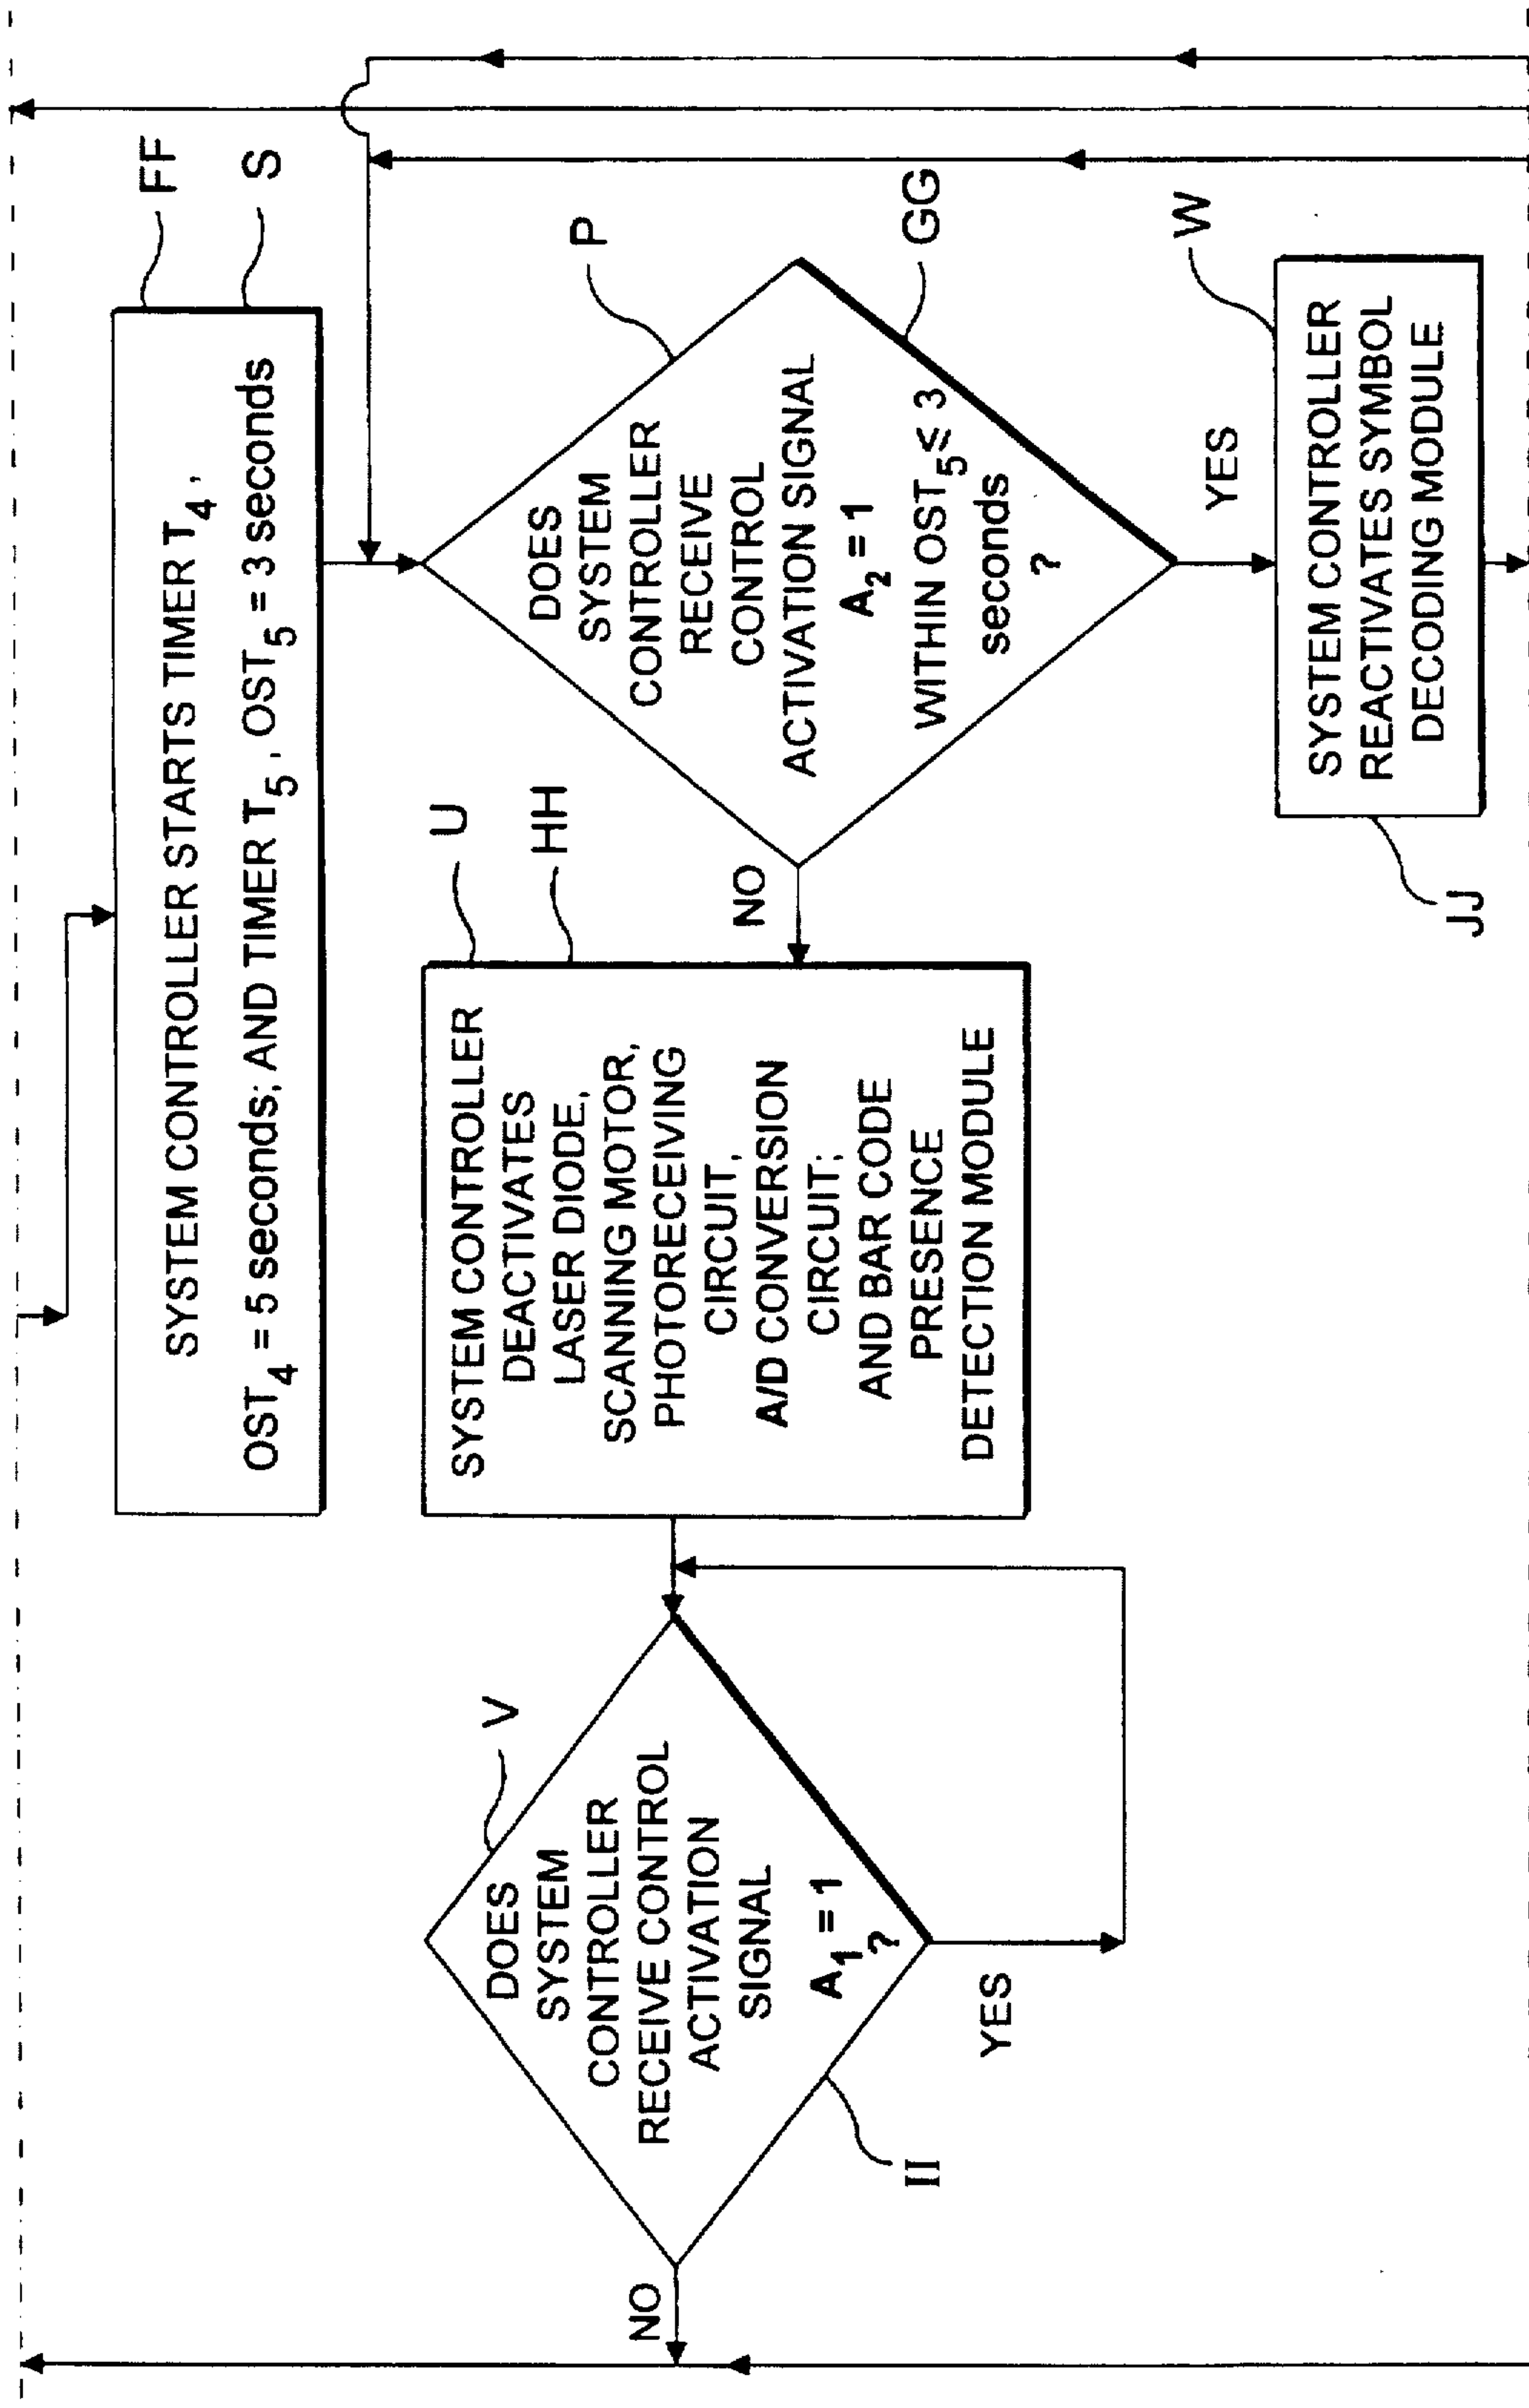 FF
S
SYSTEM CONTROLLER STARTS TIMER T4,
OST4 = 5 seconds; AND TIMER T5, OST5 = 3 seconds
P
GG
DOES
SYSTEM
CONTROLLER
RECEIVE
CONTROL
ACTIVATION SIGNAL
A2 = 1
WITHIN OST5 ≤ 3
seconds
?
NO
YES
U
HH
SYSTEM CONTROLLER
DEACTIVATES
LASER DIODE,
SCANNING MOTOR,
PHOTORECEIVING
CIRCUIT,
A/D CONVERSION
CIRCUIT;
AND BAR CODE
PRESENCE
DETECTION MODULE
V
II
DOES
SYSTEM
CONTROLLER
RECEIVE CONTROL
ACTIVATION
SIGNAL
A1 = 1
?
NO
YES
W
JJ
SYSTEM CONTROLLER
REACTIVATES SYMBOL
DECODING MODULE